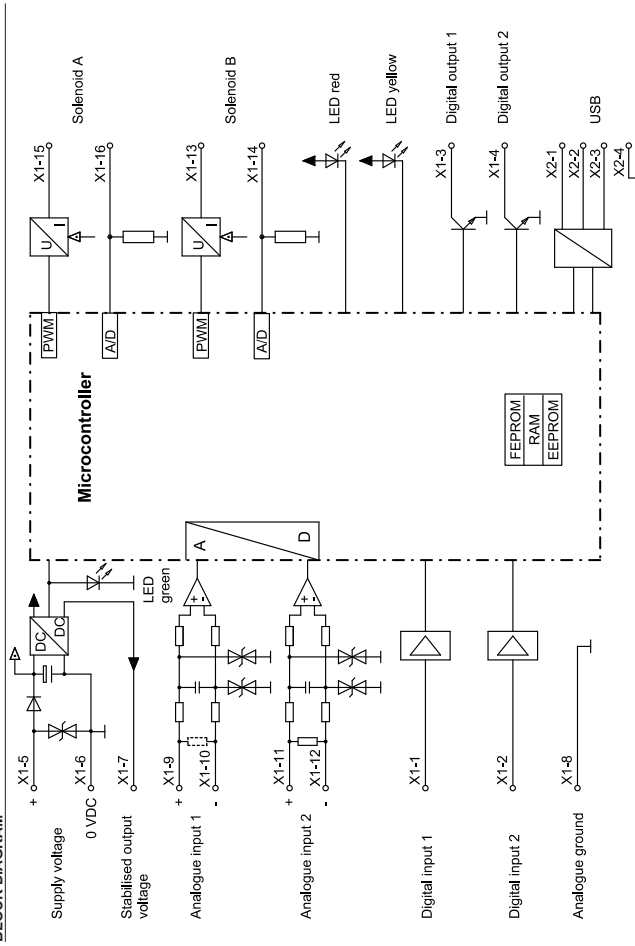 BLOCK DIAGRAM
Supply voltage
+
X1-5
0 VDC
X1-6
Stabilised output
voltage
X1-7
DC
DC
LED
green
Analogue input 1
+
X1-9
-
X1-10
+
-
Analogue input 2
+
X1-11
-
X1-12
+
-
A
D
Digital input 1
X1-1
Digital input 2
X1-2
Analogue ground
X1-8
Microcontroller
FEPROM
RAM
EEPROM
PWM
U
I
X1-15
Solenoid A
A/D
X1-16
PWM
U
I
X1-13
Solenoid B
A/D
X1-14
LED red
LED yellow
X1-3
Digital output 1
X1-4
Digital output 2
X2-1
X2-2
X2-3
X2-4
USB